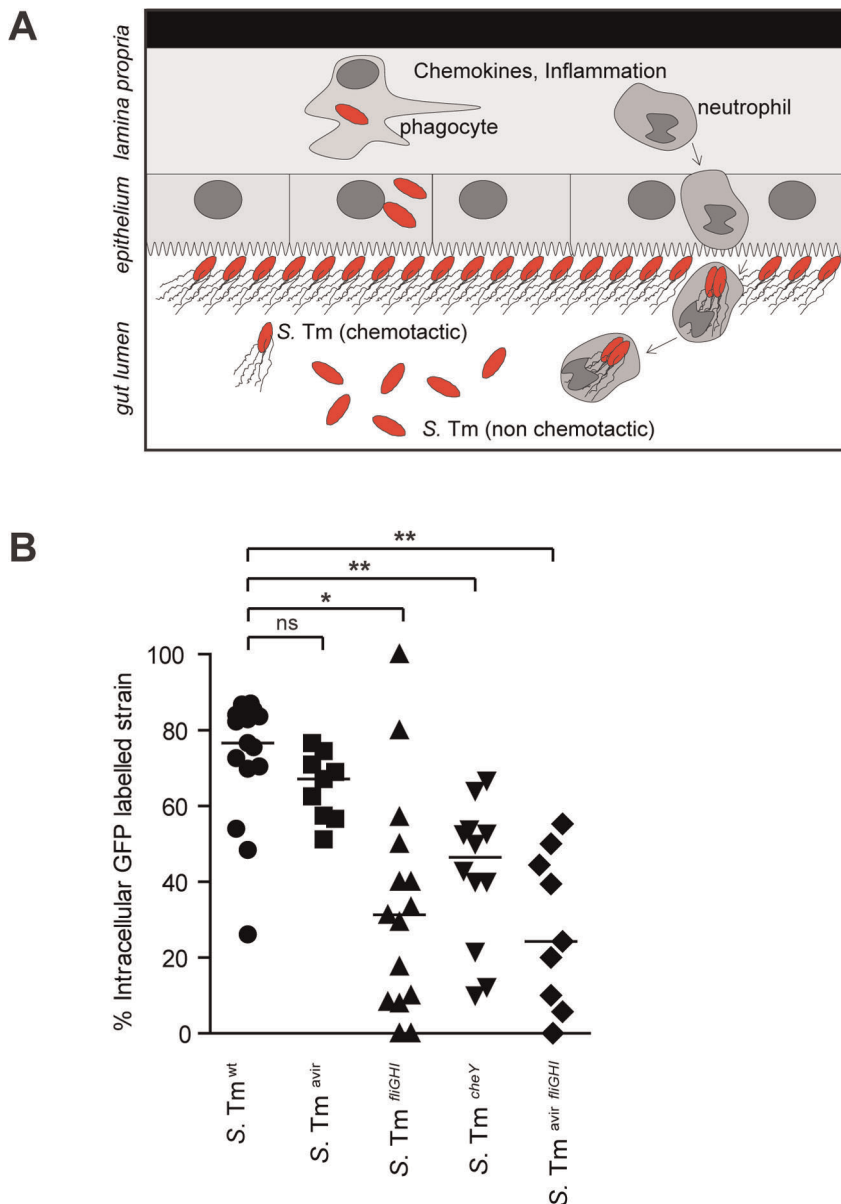 A
lamina propria
epithelium
gut lumen
Chemokines, Inflammation
phagocyte
neutrophil
S. Tm (chemotactic)
S. Tm (non chemotactic)
B
**
**
*
ns
% Intracellular GFP labelled strain
100
80
60
40
20
0
S. Tm wt
S. Tm avir
S. Tm fliGHI
S. Tm cheY
S. Tm avir fliGHI